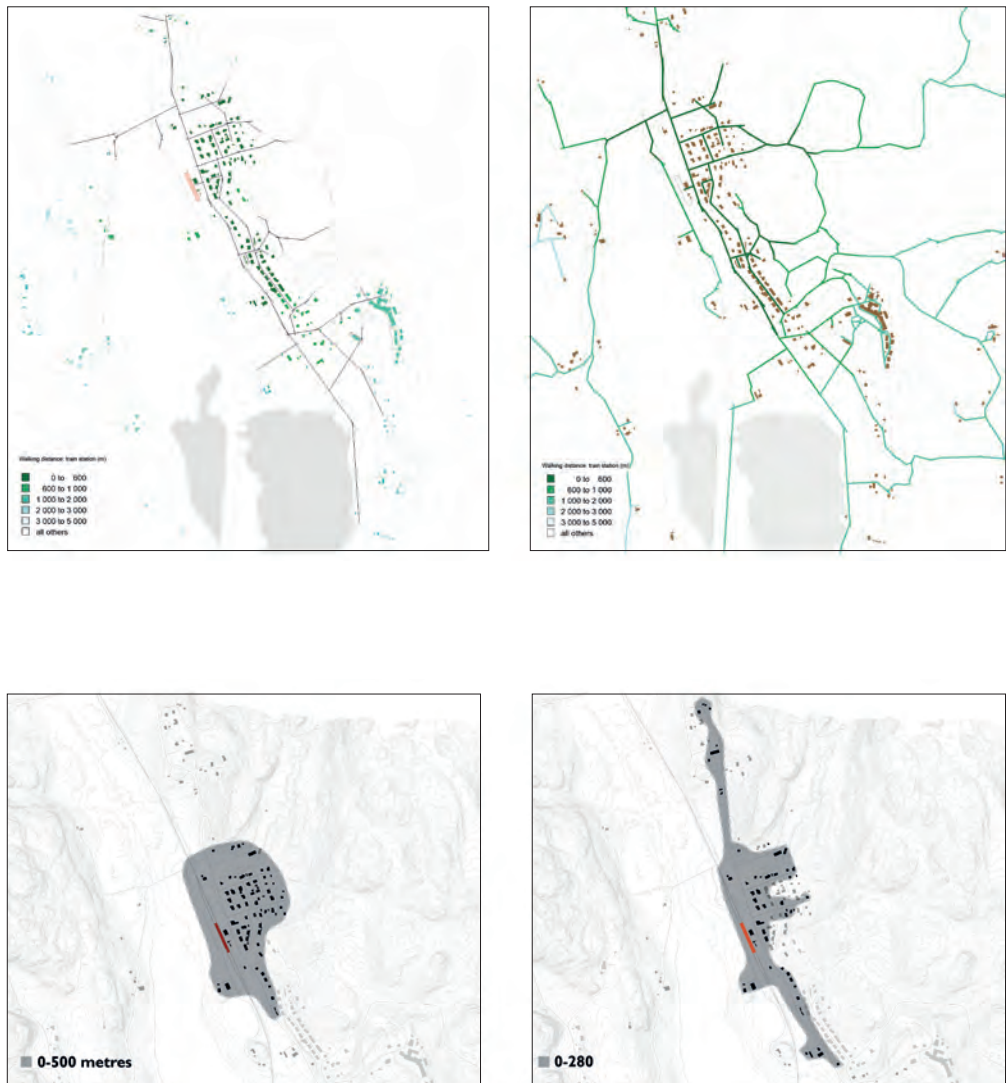 Walking distance: train station (m)
0 to 600
600 to 1 000
1 000 to 2 000
2 000 to 3 000
3 000 to 5 000
all others
Walking distance: train station (m)
0 to 600
600 to 1 000
1 000 to 2 000
2 000 to 3 000
3 000 to 5 000
all others
0-500 metres
0-280